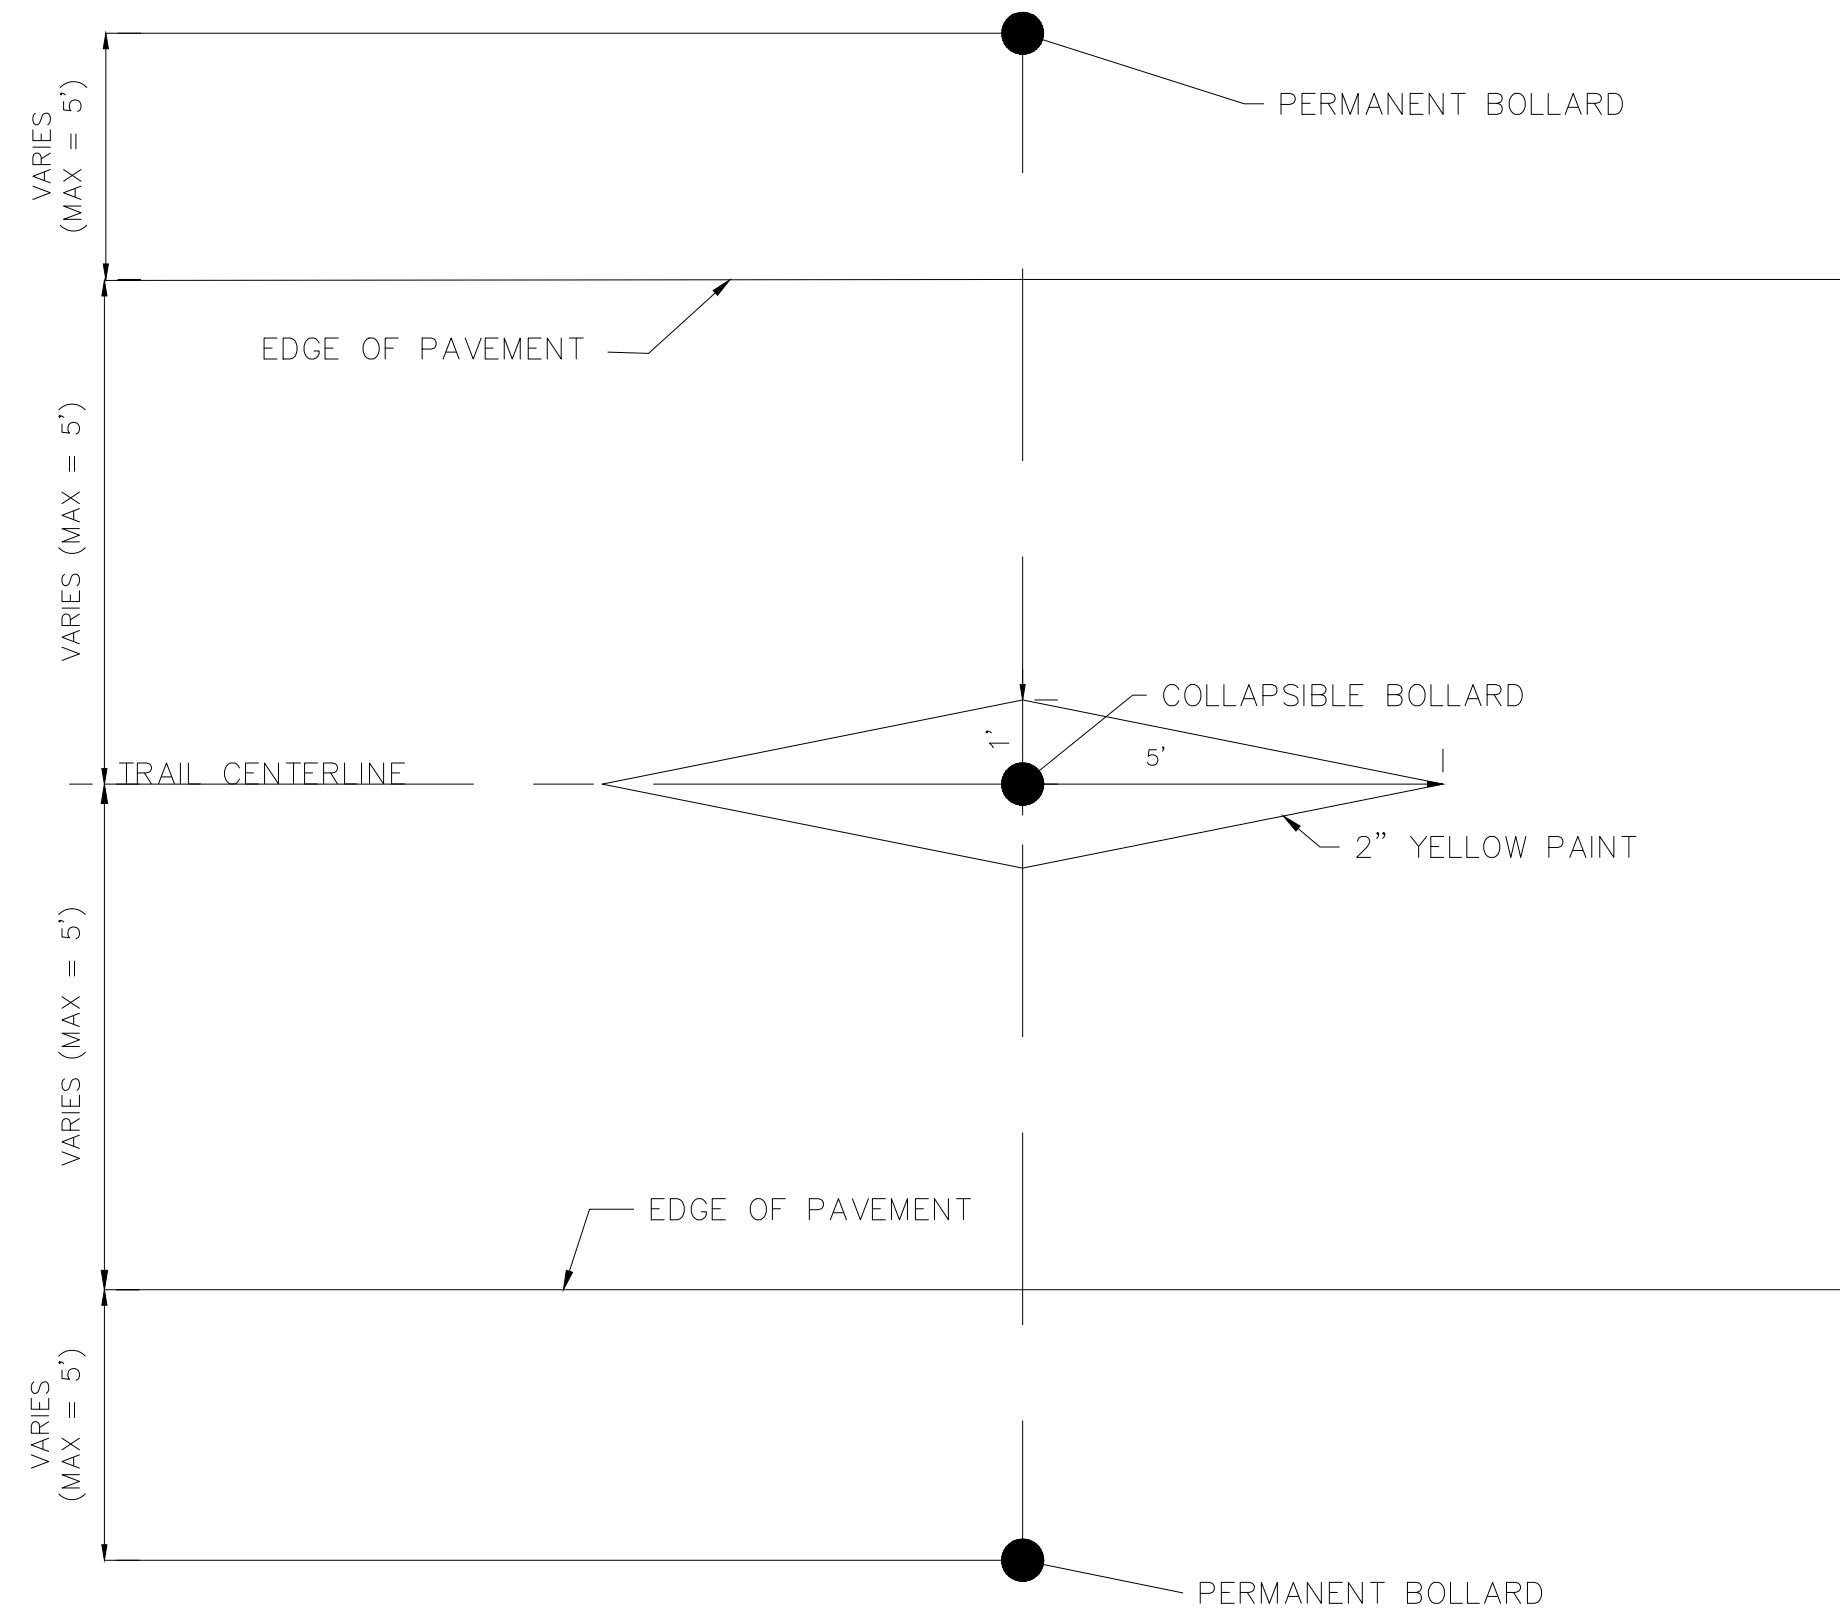 PERMANENT BOLLARD
VARIES
(MAX = 5')
EDGE OF PAVEMENT
VARIES (MAX = 5')
COLLAPSIBLE BOLLARD
1'
5'
TRAIL CENTERLINE
2” YELLOW PAINT
VARIES (MAX = 5')
EDGE OF PAVEMENT
VARIES
(MAX = 5')
PERMANENT BOLLARD